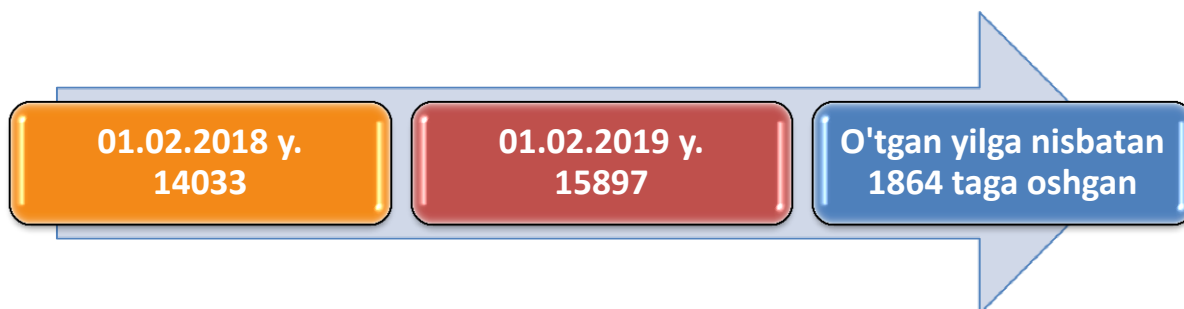 01.02.2018 y.
14033
01.02.2019 y.
15897
O'tgan yilga nisbatan
1864 taga oshgan